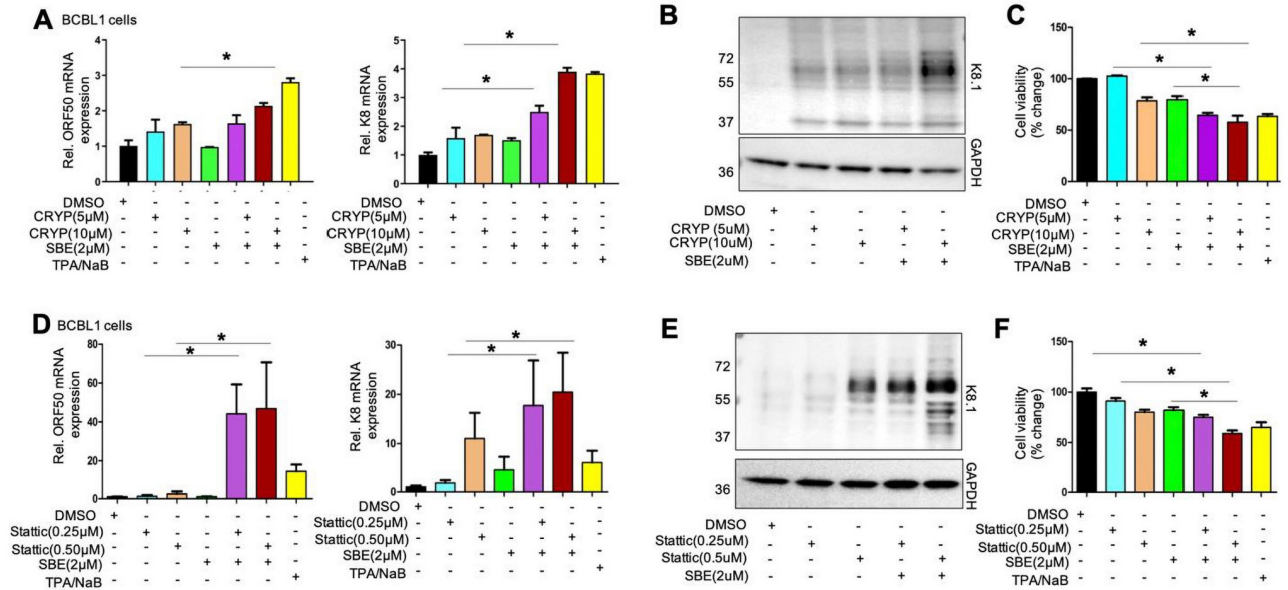 A
BCBL1 cells
*
Rel. ORF50 mRNA
expression
4
3
2
1
0
DMSO + - - - - - -
CRYP(5µM) - + - - + - -
CRYP(10µM) - - + - - + -
SBE(2µM) - - - + + + -
TPA/NaB - - - - - - +
*
*
Rel. K8 mRNA
expression
5
4
3
2
1
0
DMSO + - - - - - -
CRYP(5µM) - + - - + - -
(CRYP(10µM) - - + - - + -
SBE(2µM) - - - + + + -
TPA/NaB - - - - - - +
B
72
55
37
K8.1
36
GAPDH
DMSO + - - - -
CRYP (5uM) - + - + -
CRYP(10uM) - - + - +
SBE(2uM) - - - + +
C
*
*
*
Cell viability
(% change)
150
100
50
0
DMSO + - - - - - -
CRYP(5µM) - + - - + - -
CRYP(10µM) - - + - - + -
SBE(2µM) - - - + + + -
TPA/NaB - - - - - - +
D
BCBL1 cells
*
*
Rel. ORF50 mRNA
expression
80
60
40
20
0
DMSO + - - - - - -
Stattic(0.25µM) - + - - + - -
Stattic(0.50µM) - - + - - + -
SBE(2µM) - - - + + + -
TPA/NaB - - - - - - +
*
*
Rel. K8 mRNA
expression
30
20
10
0
DMSO + - - - - - -
Stattic(0.25µM) - + - - + - -
Stattic(0.50µM) - - + - - + -
SBE(2µM) - - - + + + -
TPA/NaB - - - - - - +
E
72
55
37
K8.1
36
GAPDH
DMSO + - - - -
Stattic(0.25uM) - + - + -
Stattic(0.5uM) - - + - +
SBE(2uM) - - - + +
F
*
*
*
Cell viability
(% change)
150
100
50
0
DMSO + - - - - - -
Stattic(0.25µM) - + - - + - -
Stattic(0.50µM) - - + - - + -
SBE(2µM) - - - + + + -
TPA/NaB - - - - - - +